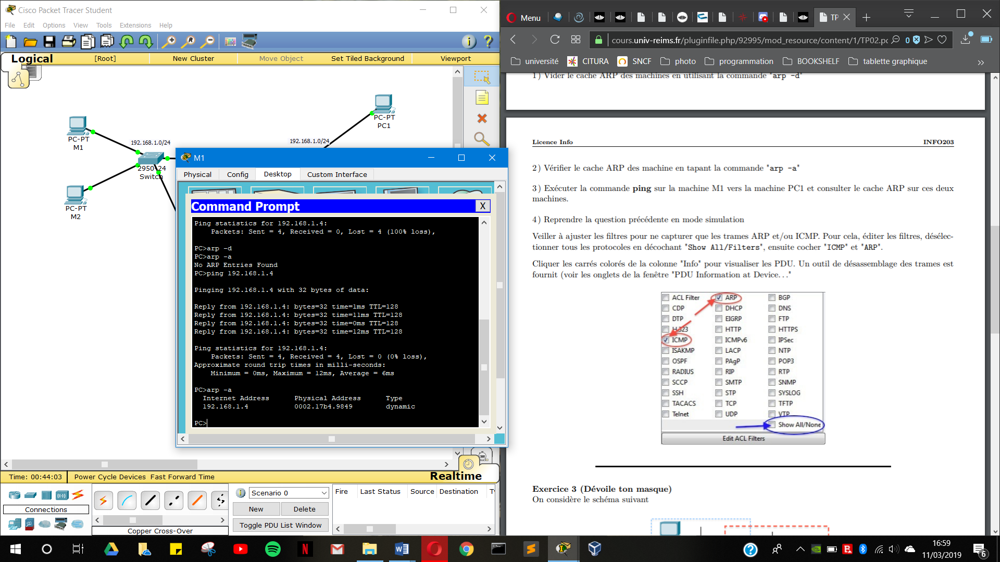 Cisco Packet Tracer Student
File Edit Options View Tools Extensions Help
Logical [Root] New Cluster Move Object Set Tiled Background Viewport
PC-PT
M1
192.168.1.0/24
2950-24
Switch
PC-PT
M2
192.168.1.0/24
PC-PT
PC1
M1
Physical Config Desktop Custom Interface
Command Prompt X
Ping statistics for 192.168.1.4:
Packets: Sent = 4, Received = 0, Lost = 4 (100% loss),
PC>arp -d
PC>arp -a
No ARP Entries Found
PC>ping 192.168.1.4
Pinging 192.168.1.4 with 32 bytes of data:
Reply from 192.168.1.4: bytes=32 time=1ms TTL=128
Reply from 192.168.1.4: bytes=32 time=11ms TTL=128
Reply from 192.168.1.4: bytes=32 time=0ms TTL=128
Reply from 192.168.1.4: bytes=32 time=12ms TTL=128
Ping statistics for 192.168.1.4:
Packets: Sent = 4, Received = 4, Lost = 0 (0% loss),
Approximate round trip times in milli-seconds:
Minimum = 0ms, Maximum = 12ms, Average = 6ms
PC>arp -a
Internet Address Physical Address Type
192.168.1.4 0002.17b4.9849 dynamic
PC>
Realtime
Time: 00:44:03 Power Cycle Devices Fast Forward Time
Connections
Copper Cross-Over
Scenario 0
New Delete
Toggle PDU List Window
Fire Last Status Source Destination
Menu
TP
cours.univ-reims.fr/pluginfile.php/92995/mod_resource/content/1/TP02.pc
0
université CITURA SNCF photo programmation BOOKSHELF tablette graphique
1) Vider le cache ARP des machines en utilisant la commande "arp -d"
Licence Info INFO203
2) Vérifier le cache ARP des machine en tapant la commande "arp -a"
3) Exécuter la commande ping sur la machine M1 vers la machine PC1 et consulter le cache ARP sur ces deux
machines.
4) Reprendre la question précédente en mode simulation
Veiller à ajuster les filtres pour ne capturer que les trames ARP et/ou ICMP. Pour cela, éditer les filtres, désélec-
tionner tous les protocoles en décochant "Show All/Filters", ensuite cocher "ICMP" et "ARP".
Cliquer les carrés colorés de la colonne "Info" pour visualiser les PDU. Un outil de désassemblage des trames est
fournit (voir les onglets de la fenêtre "PDU Information at Device..."
ACL Filter ARP BGP
CDP DHCP DNS
DTP EIGRP FTP
H.323 HTTP HTTPS
ICMP ICMPv6 IPSec
ISAKMP LACP NTP
OSPF PAgP POP3
RADIUS RIP RTP
SCCP SMTP SNMP
SSH STP SYSLOG
TACACS TCP TFTP
Telnet UDP VTP
Show All/None
Edit ACL Filters
Exercice 3 (Dévoile ton masque)
On considère le schéma suivant
16:59
11/03/2019
6